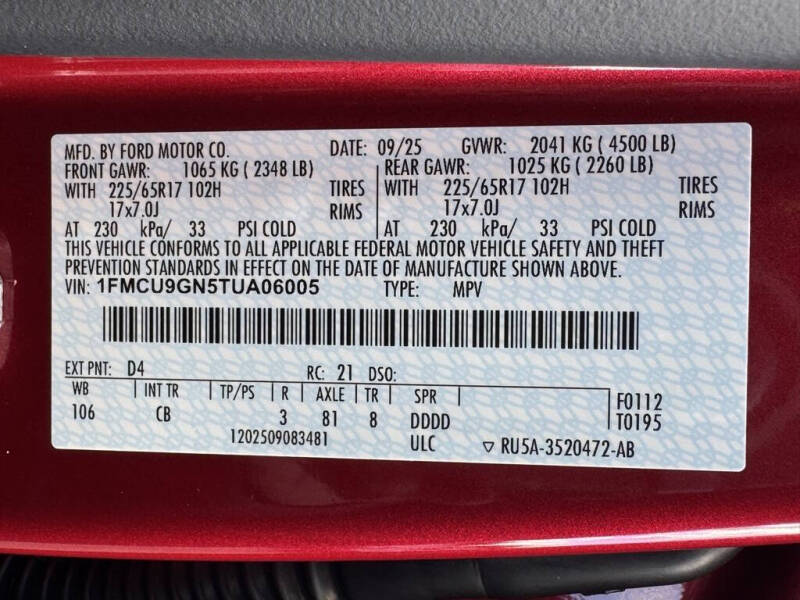 MFD. BY FORD MOTOR CO. DATE: 09/25 GVWR: 2041 KG ( 4500 LB)
FRONT GAWR: 1065 KG ( 2348 LB) REAR GAWR: 1025 KG ( 2260 LB)
WITH 225/65R17 102H TIRES WITH 225/65R17 102H TIRES
17x7.0J RIMS 17x7.0J RIMS
AT 230 kPa/ 33 PSI COLD AT 230 kPa/ 33 PSI COLD
THIS VEHICLE CONFORMS TO ALL APPLICABLE FEDERAL MOTOR VEHICLE SAFETY AND THEFT
PREVENTION STANDARDS IN EFFECT ON THE DATE OF MANUFACTURE SHOWN ABOVE.
VIN: 1FMCU9GN5TUA06005 TYPE: MPV
EXT PNT: D4 RC: 21 DSO:
WB INT TR TP/PS R AXLE TR SPR F0112
106 CB 3 81 8 DDDD T0195
1202509083481 ULC ▽ RU5A-3520472-AB